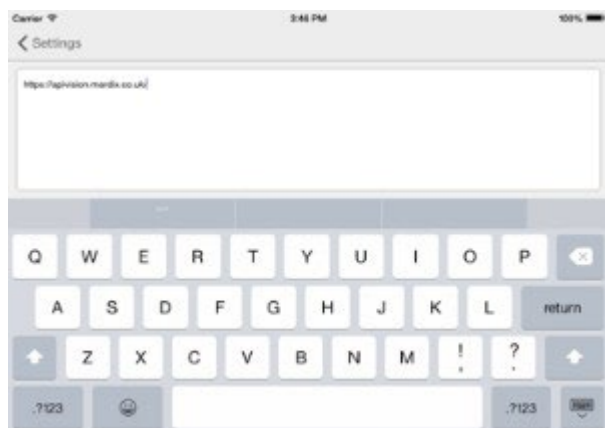 Carrier 3:46 PM 100%
Settings
https://apivision.mardix.co.uk/
Q W E R T Y U I O P
A S D F G H J K L return
Z X C V B N M ! , ? .
.?123 .?123